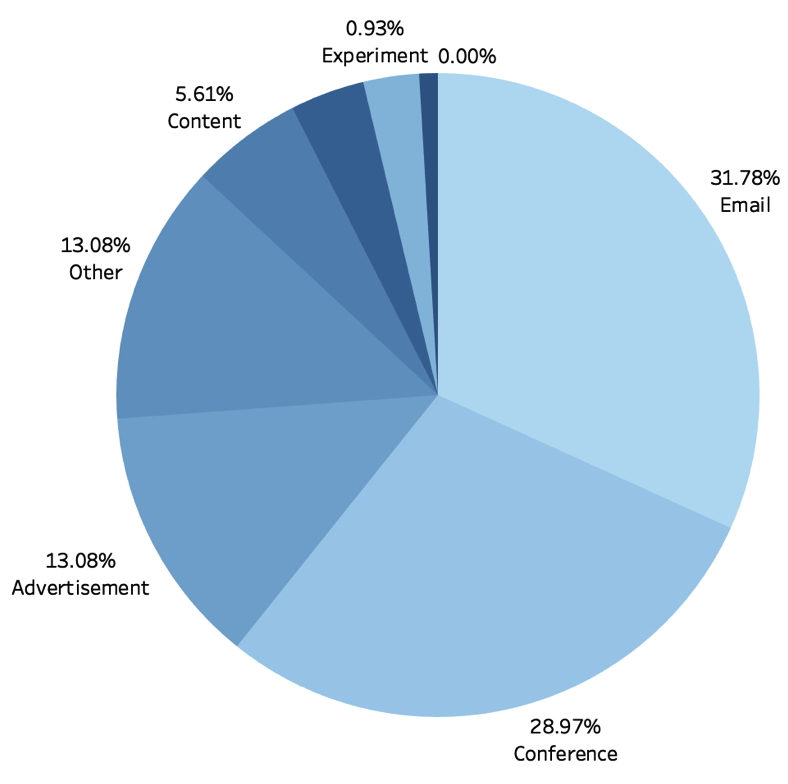 0.93%
Experiment
0.00%
31.78%
Email
28.97%
Conference
13.08%
Advertisement
13.08%
Other
5.61%
Content